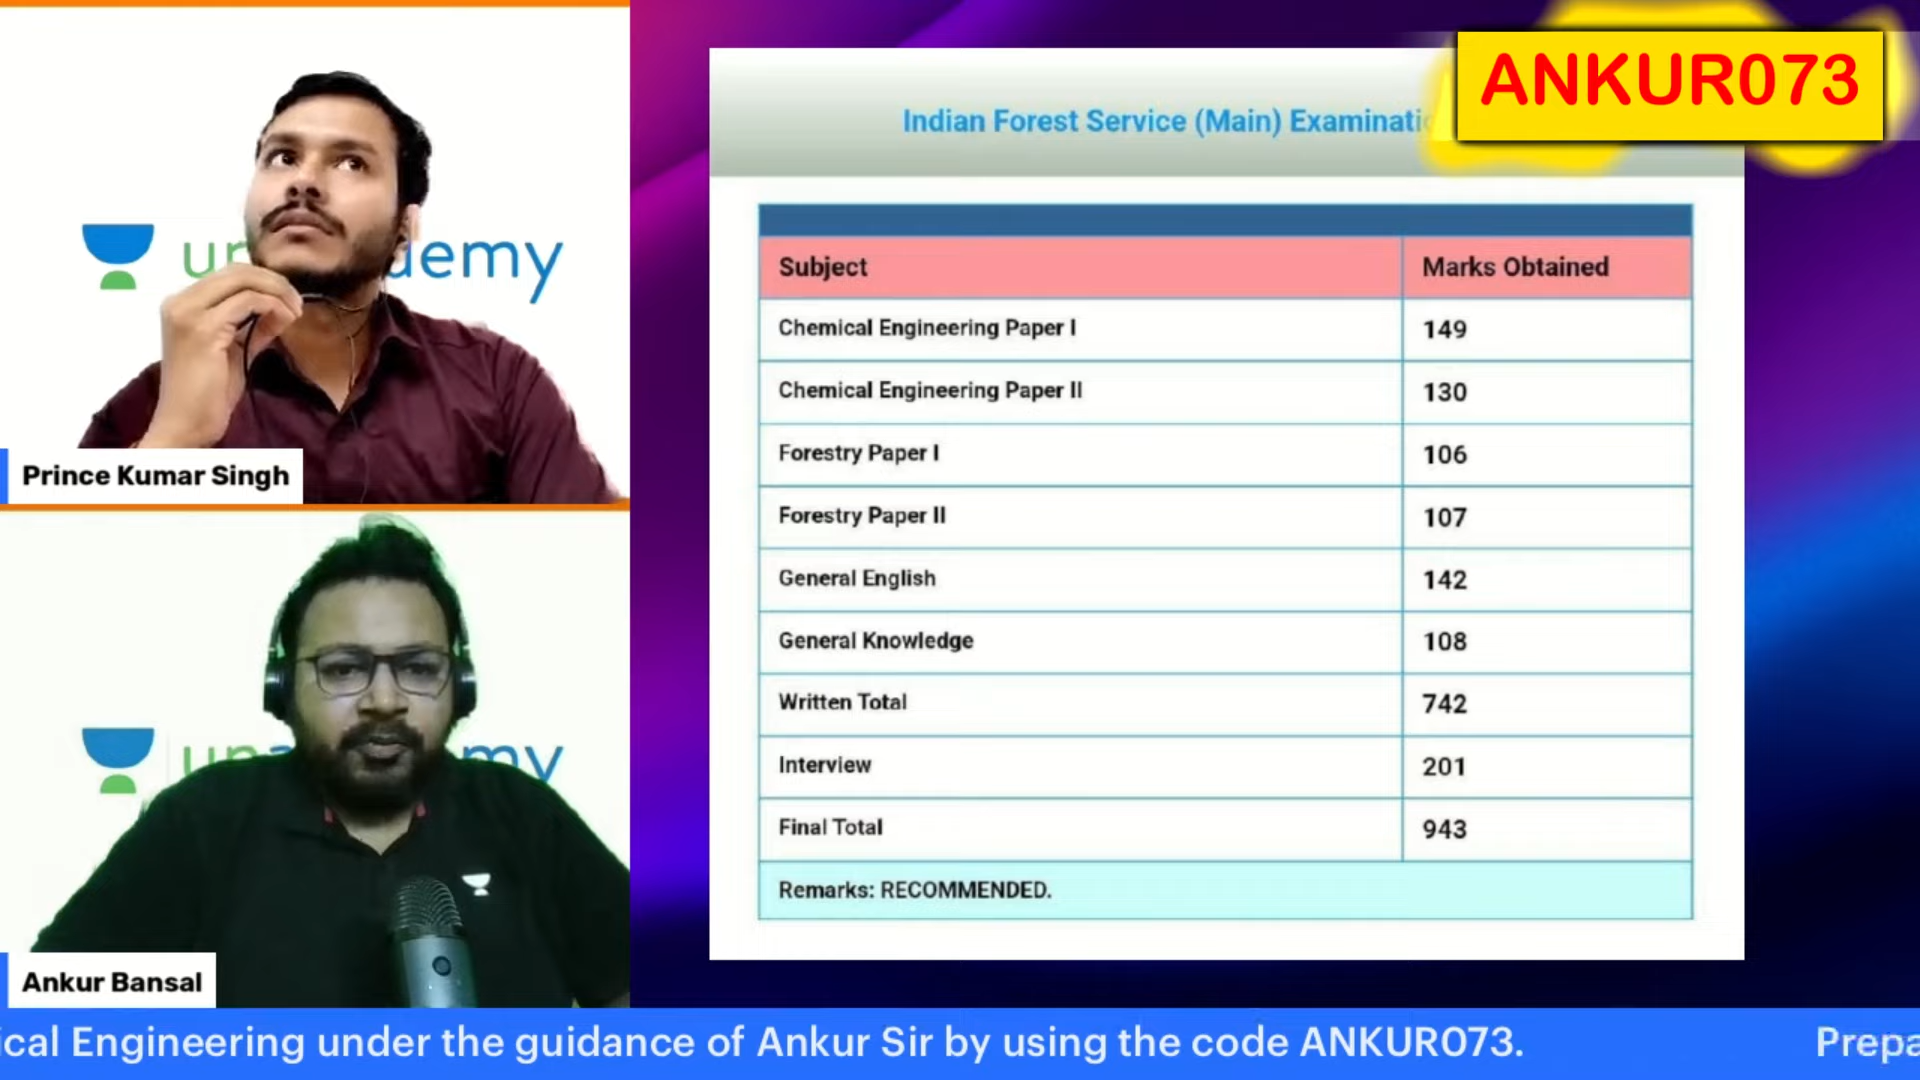 ANKUR073
Indian Forest Service (Main)
Subject Marks Obtained
Chemical Engineering Paper I 149
Chemical Engineering Paper II 130
Forestry Paper I 106
Forestry Paper II 107
General English 142
General Knowledge 108
Written Total 742
Interview 201
Final Total 943
Remarks: RECOMMENDED.
Prince Kumar Singh
Ankur Bansal
ical Engineering under the guidance of Ankur Sir by using the code ANKUR073. Prepa